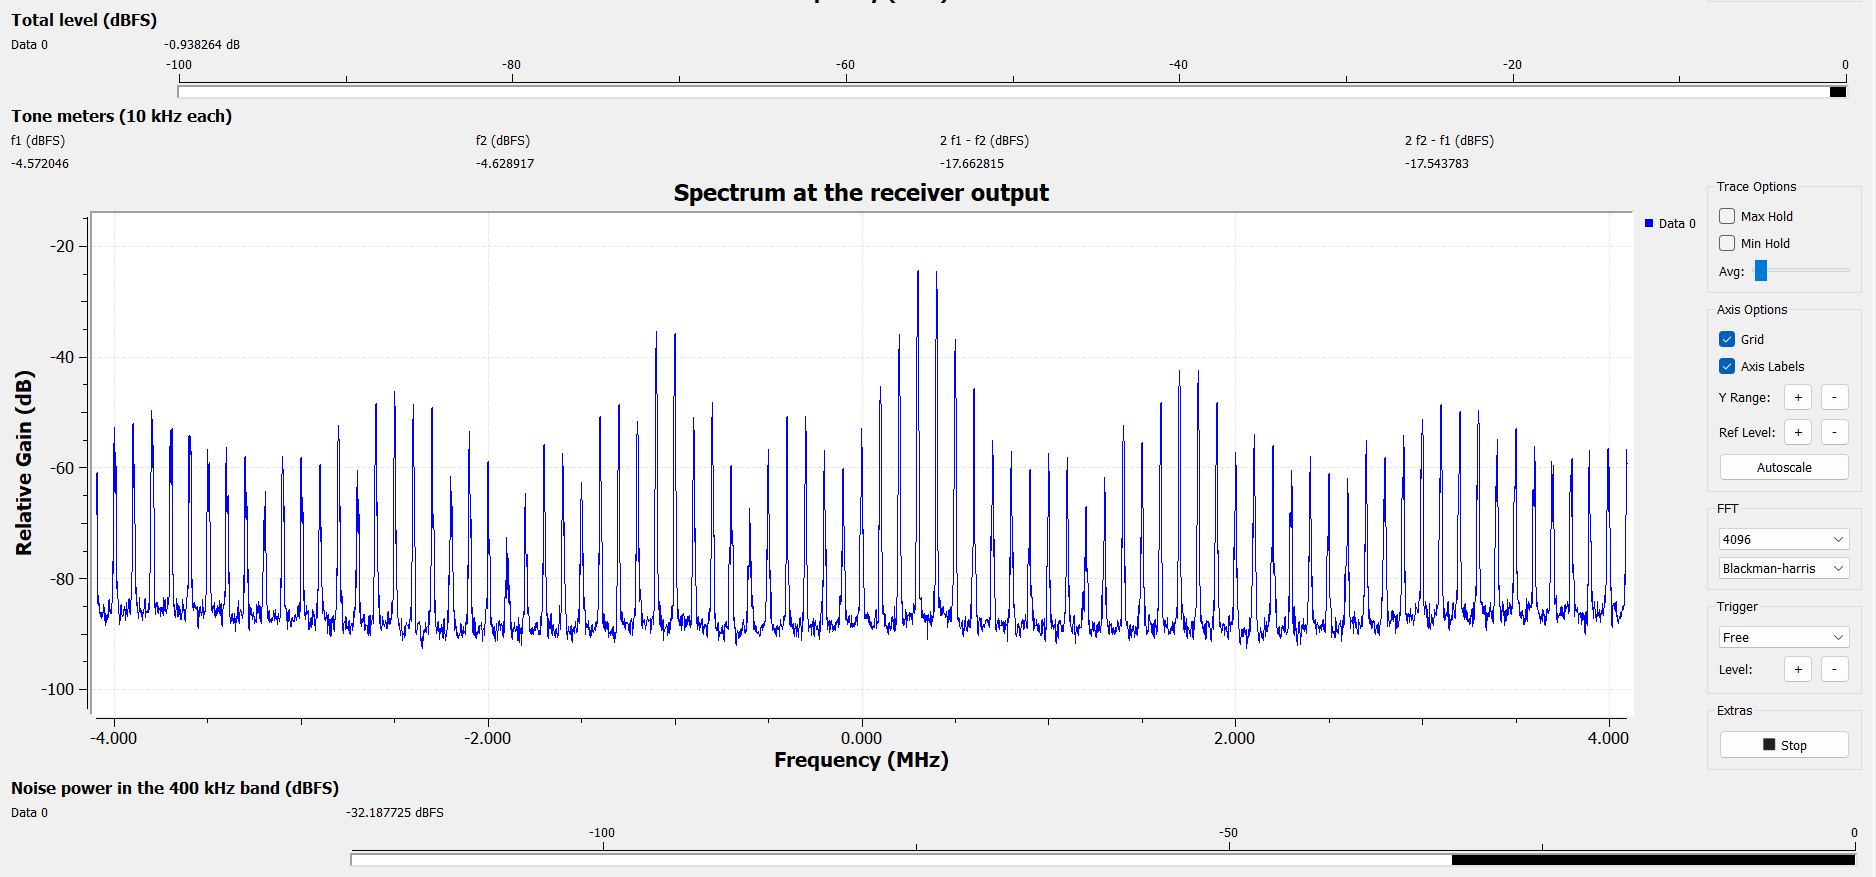 Total level (dBFS)
Data 0 -0.938264 dB
-100 -80 -60 -40 -20 0
Tone meters (10 kHz each)
f1 (dBFS) f2 (dBFS) 2 f1 - f2 (dBFS) 2 f2 - f1 (dBFS)
-4.572046 -4.628917 -17.662815 -17.543783
Spectrum at the receiver output
Relative Gain (dB)
-20
-40
-60
-80
-100
-4.000 -2.000 0.000 2.000 4.000
Frequency (MHz)
Data 0
Trace Options
Max Hold
Min Hold
Avg:
Axis Options
Grid
Axis Labels
Y Range: + -
Ref Level: + -
Autoscale
FFT
4096
Blackman-harris
Trigger
Free
Level: + -
Extras
Stop
Noise power in the 400 kHz band (dBFS)
Data 0 -32.187725 dBFS
-100 -50 0